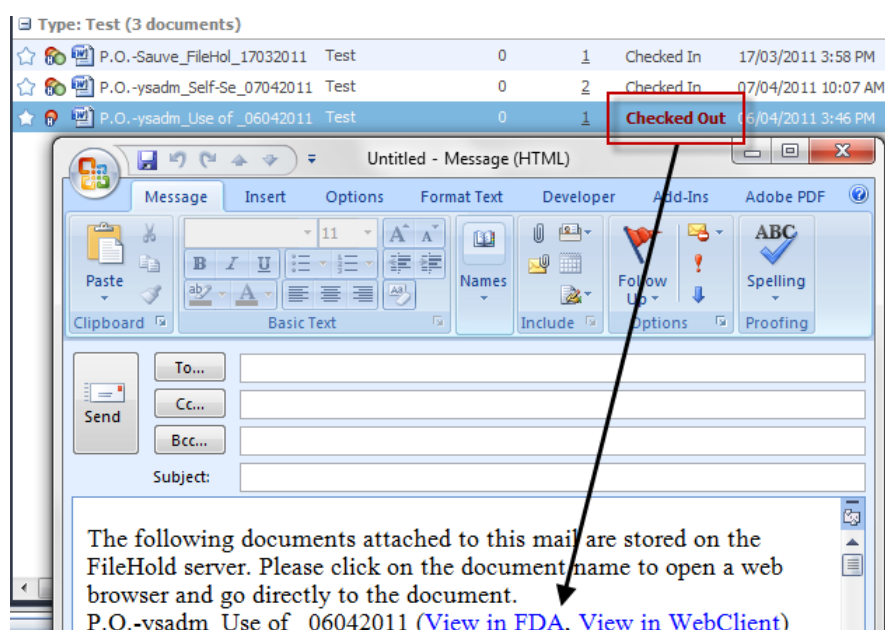 Type: Test (3 documents)
P.O.-Sauve_FileHol_17032011 Test 0 1 Checked In 17/03/2011 3:58 PM
P.O.-ysadm_Self-Se_07042011 Test 0 2 Checked In 07/04/2011 10:07 AM
P.O.-ysadm_Use of _06042011 Test 0 1 Checked Out 06/04/2011 3:46 PM
Untitled - Message (HTML)
Message Insert Options Format Text Developer Add-Ins Adobe PDF
11 A A ABC
Paste B I U Names Follow Up Spelling
ab A Aa
Clipboard Basic Text Include Options Proofing
To...
Send Cc...
Bcc...
Subject:
The following documents attached to this mail are stored on the
FileHold server. Please click on the document name to open a web
browser and go directly to the document.
P.O.-ysadm_Use of _06042011 (View in FDA, View in WebClient)